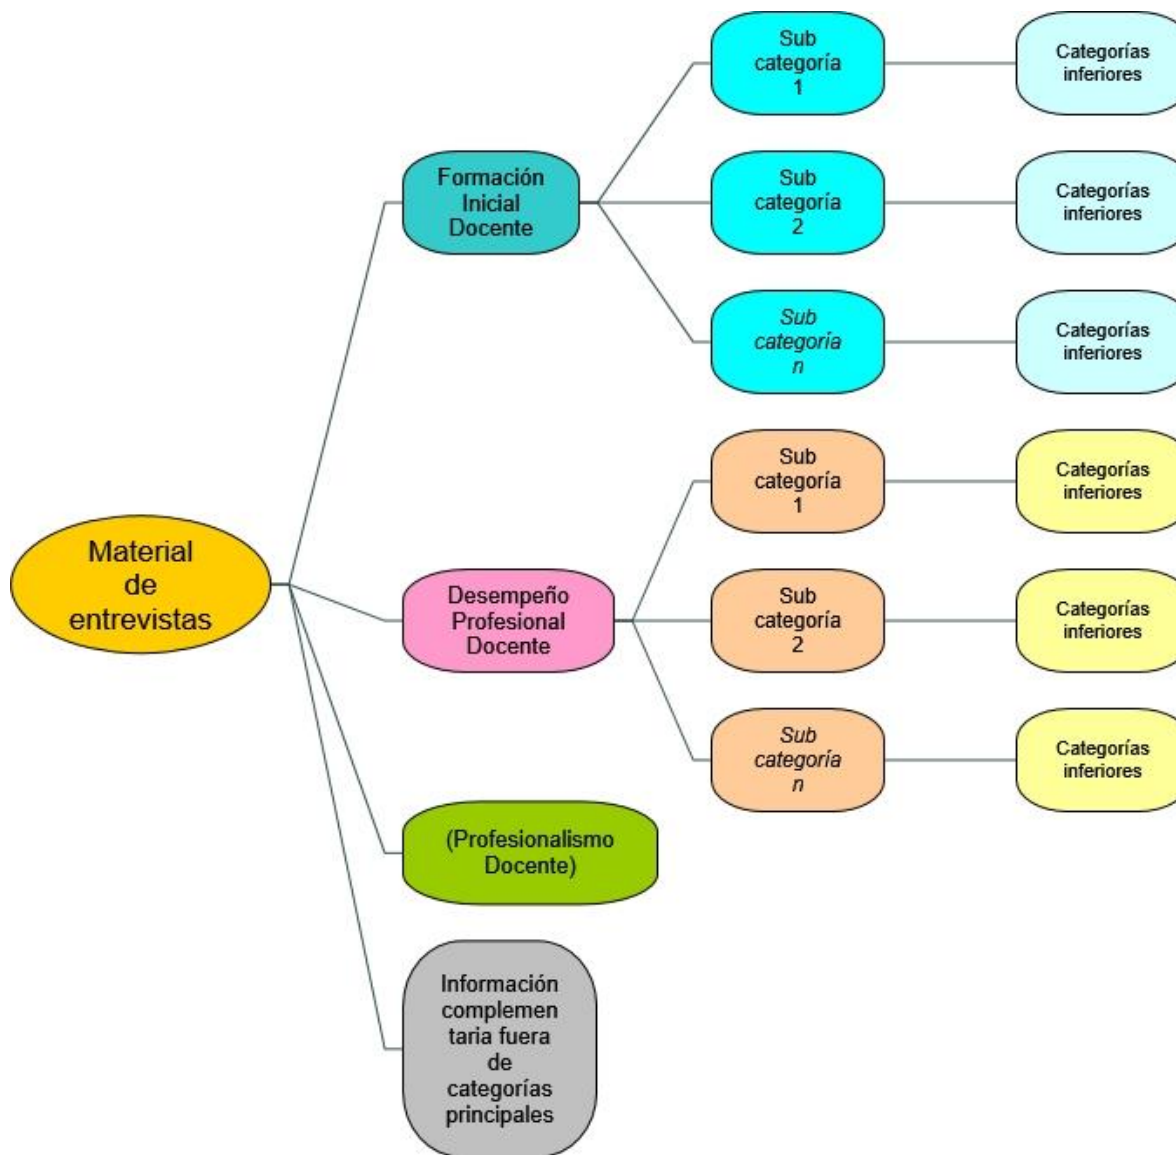 Material
de
entrevistas
Formación
Inicial
Docente
Sub
categoría
1
Categorías
inferiores
Sub
categoría
2
Categorías
inferiores
Sub
categoría
n
Categorías
inferiores
Desempeño
Profesional
Docente
Sub
categoría
1
Categorías
inferiores
Sub
categoría
2
Categorías
inferiores
Sub
categoría
n
Categorías
inferiores
(Profesionalismo
Docente)
Información
complemen
taria fuera
de
categorías
principales